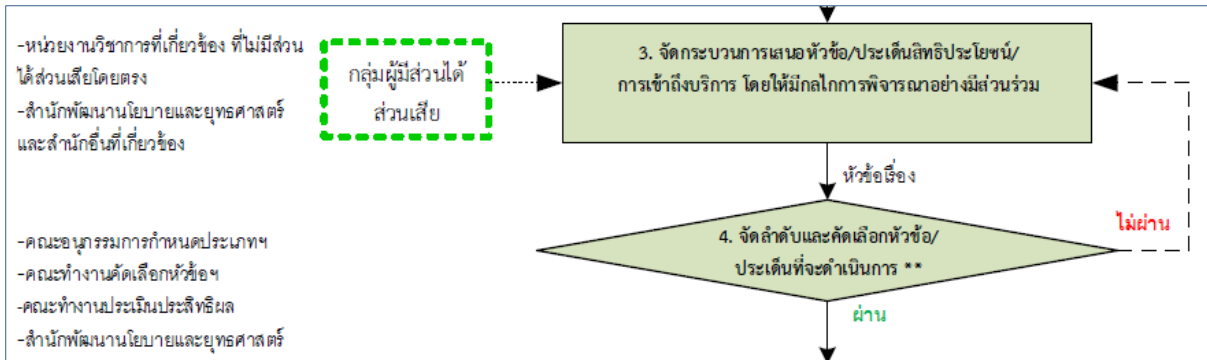 -หน่วยงานวิชาการที่เกี่ยวข้อง ที่ไม่มีส่วน
ได้ส่วนเสียโดยตรง
-สำนักพัฒนานโยบายและยุทธศาสตร์
และสำนักอื่นที่เกี่ยวข้อง
กลุ่มผู้มีส่วนได้
ส่วนเสีย
3. จัดกระบวนการเสนอหัวข้อ/ประเด็นสิทธิประโยชน์/
การเข้าถึงบริการ โดยให้มีกลไกการพิจารณาอย่างมีส่วนร่วม
หัวข้อเรื่อง
-คณะอนุกรรมการกำหนดประเภทฯ
-คณะทำงานคัดเลือกหัวข้อฯ
-คณะทำงานประเมินประสิทธิผล
-สำนักพัฒนานโยบายและยุทธศาสตร์
4. จัดลำดับและคัดเลือกหัวข้อ/
ประเด็นที่จะดำเนินการ **
ไม่ผ่าน
ผ่าน